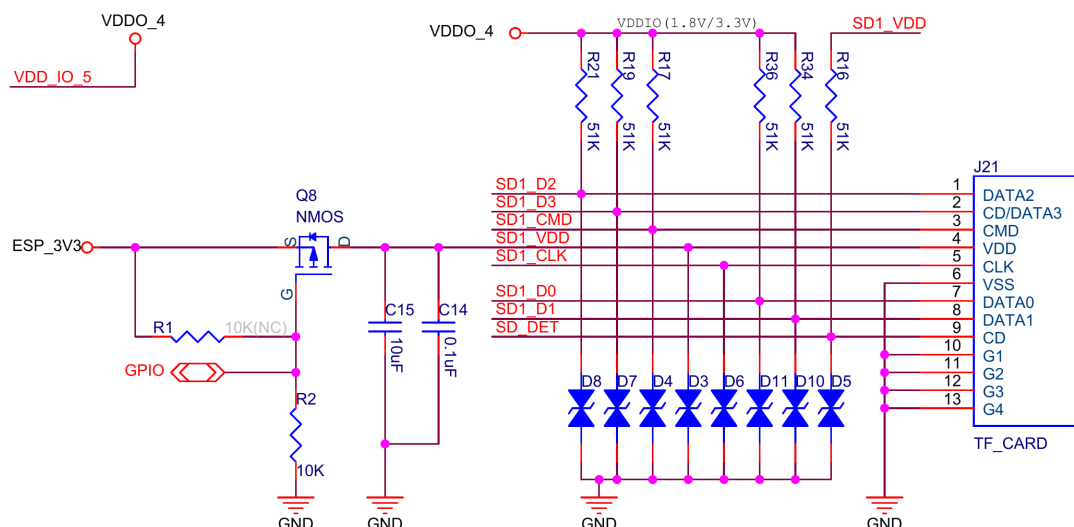 VDDO_4
VDD_IO_5
VDDO_4
VDDIO(1.8V/3.3V)
SD1_VDD
R21
R19
R17
R36
R34
R16
51K
51K
51K
51K
51K
51K
J21
SD1_D2
1
DATA2
SD1_D3
2
CD/DATA3
SD1_CMD
3
CMD
SD1_VDD
4
VDD
SD1_CLK
5
CLK
6
VSS
SD1_D0
7
DATA0
SD1_D1
8
DATA1
SD_DET
9
CD
10
G1
11
G2
12
G3
13
G4
TF_CARD
Q8
NMOS
ESP_3V3
S
D
G
R1
10K(NC)
GPIO
R2
10K
C15
10uF
C14
0.1uF
D8
D7
D4
D3
D6
D11
D10
D5
GND
GND
GND
GND